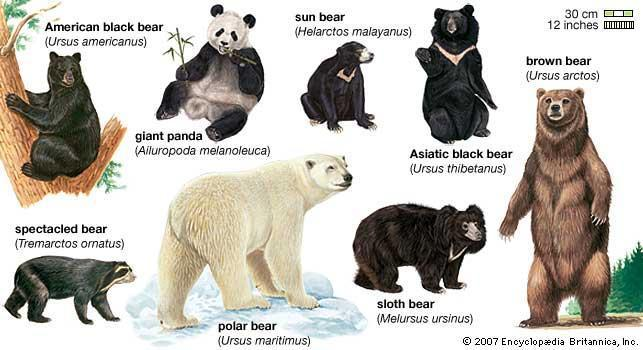 American black bear
(Ursus americanus)
giant panda
(Ailuropoda melanoleuca)
sun bear
(Helarctos malayanus)
Asiatic black bear
(Ursus thibetanus)
30 cm
12 inches
brown bear
(Ursus arctos)
spectacled bear
(Tremarctos ornatus)
polar bear
(Ursus maritimus)
sloth bear
(Melursus ursinus)
© 2007 Encyclopædia Britannica, Inc.